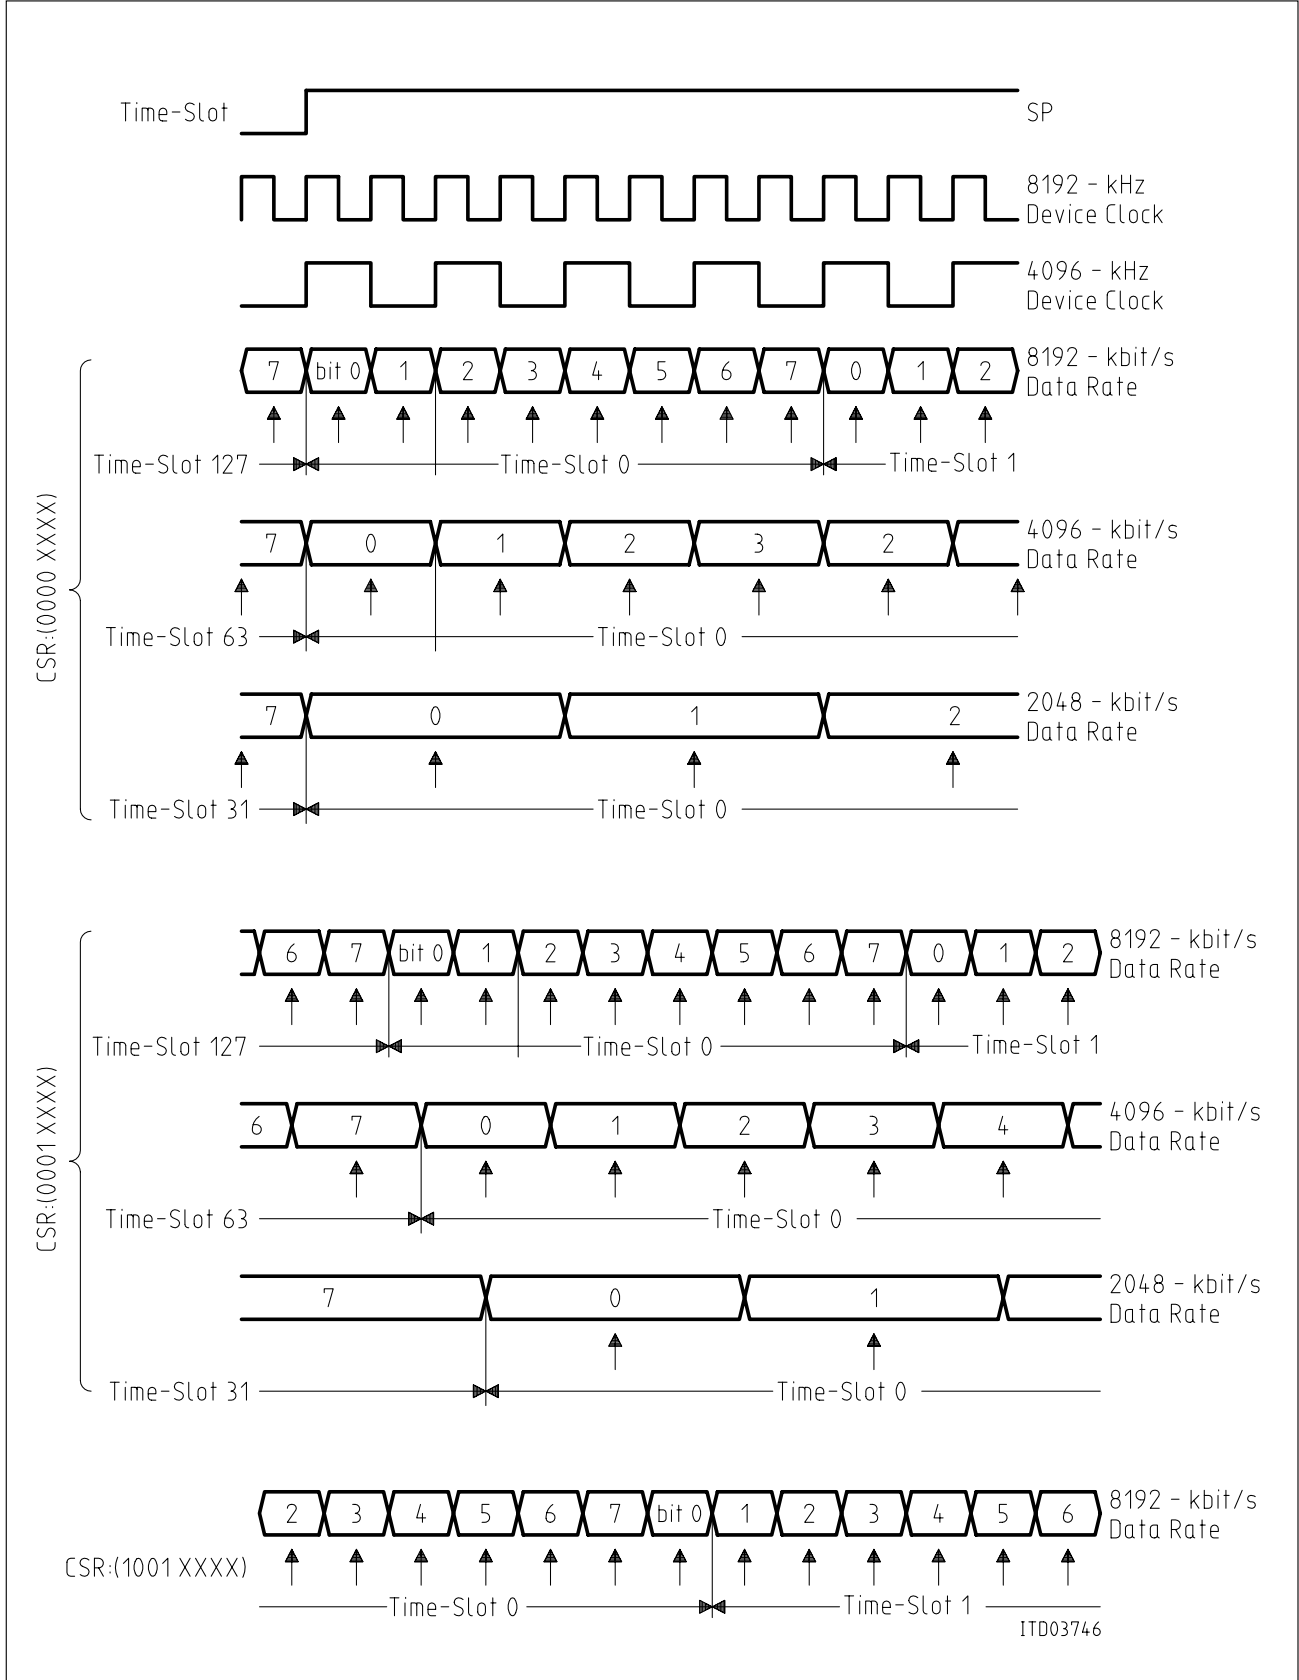 Time-Slot
SP
8192 - kHz
Device Clock
4096 - kHz
Device Clock
7 bit 0 1 2 3 4 5 6 7 0 1 2
8192 - kbit/s
Data Rate
Time-Slot 127 Time-Slot 0 Time-Slot 1
CSR:(0000 XXXX)
7 0 1 2 3 2
4096 - kbit/s
Data Rate
Time-Slot 63 Time-Slot 0
7 0 1 2
2048 - kbit/s
Data Rate
Time-Slot 31 Time-Slot 0
6 7 bit 0 1 2 3 4 5 6 7 0 1 2
8192 - kbit/s
Data Rate
Time-Slot 127 Time-Slot 0 Time-Slot 1
CSR:(0001 XXXX)
6 7 0 1 2 3 4
4096 - kbit/s
Data Rate
Time-Slot 63 Time-Slot 0
7 0 1
2048 - kbit/s
Data Rate
Time-Slot 31 Time-Slot 0
2 3 4 5 6 7 bit 0 1 2 3 4 5 6
8192 - kbit/s
Data Rate
CSR:(1001 XXXX)
Time-Slot 0 Time-Slot 1
ITD03746